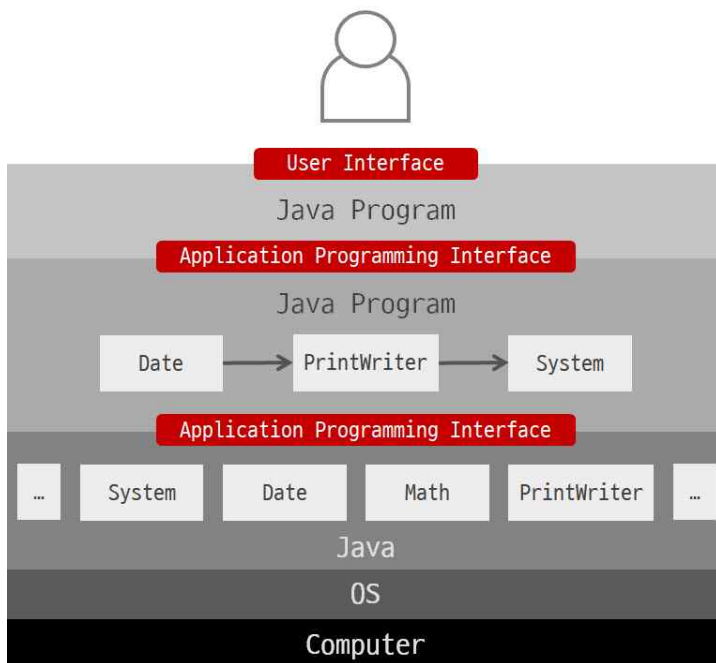 User Interface
Java Program
Application Programming Interface
Java Program
Date PrintWriter System
Application Programming Interface
… System Date Math PrintWriter …
Java
OS
Computer